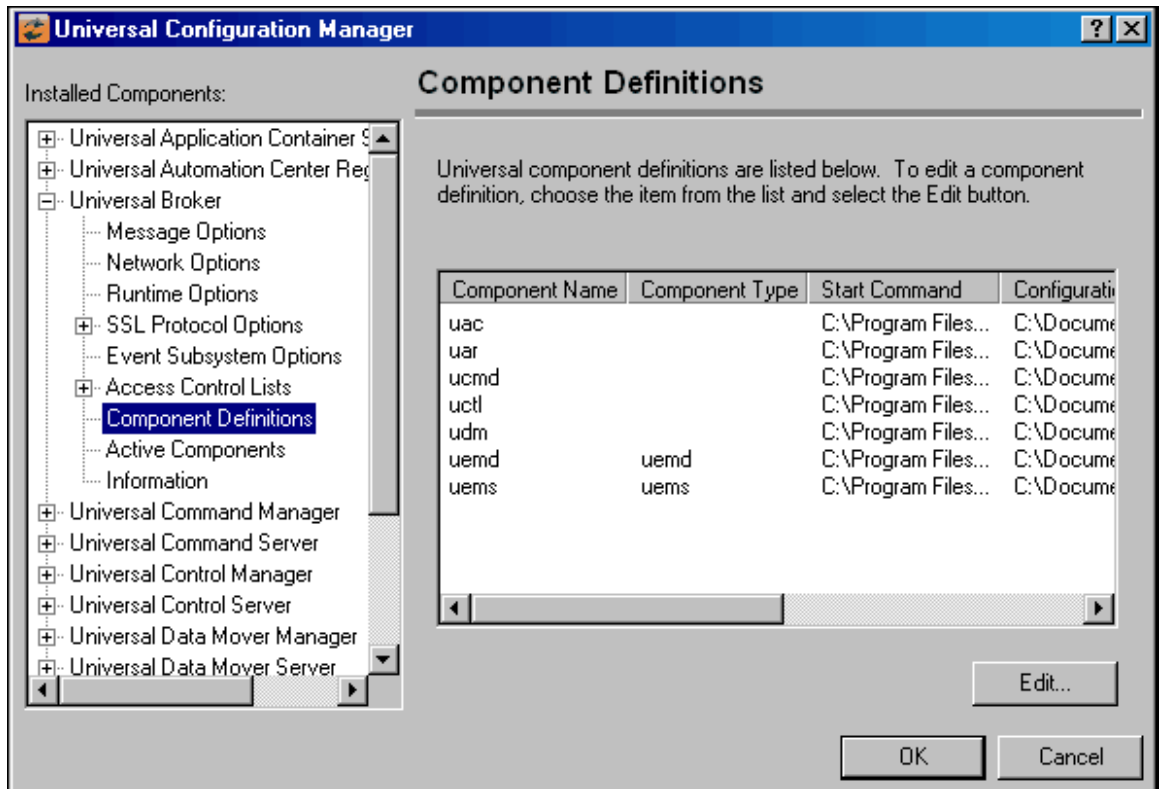 Universal Configuration Manager
Installed Components:
Universal Application Container S
Universal Automation Center Reg
Universal Broker
Message Options
Network Options
Runtime Options
SSL Protocol Options
Event Subsystem Options
Access Control Lists
Component Definitions
Active Components
Information
Universal Command Manager
Universal Command Server
Universal Control Manager
Universal Control Server
Universal Data Mover Manager
Universal Data Mover Server
Component Definitions
Universal component definitions are listed below.  To edit a component
definition, choose the item from the list and select the Edit button.
Component Name Component Type Start Command Configurati
uac C:\Program Files... C:\Docume
uar C:\Program Files... C:\Docume
ucmd C:\Program Files... C:\Docume
uctl C:\Program Files... C:\Docume
udm C:\Program Files... C:\Docume
uemd uemd C:\Program Files... C:\Docume
uems uems C:\Program Files... C:\Docume
Edit...
OK Cancel